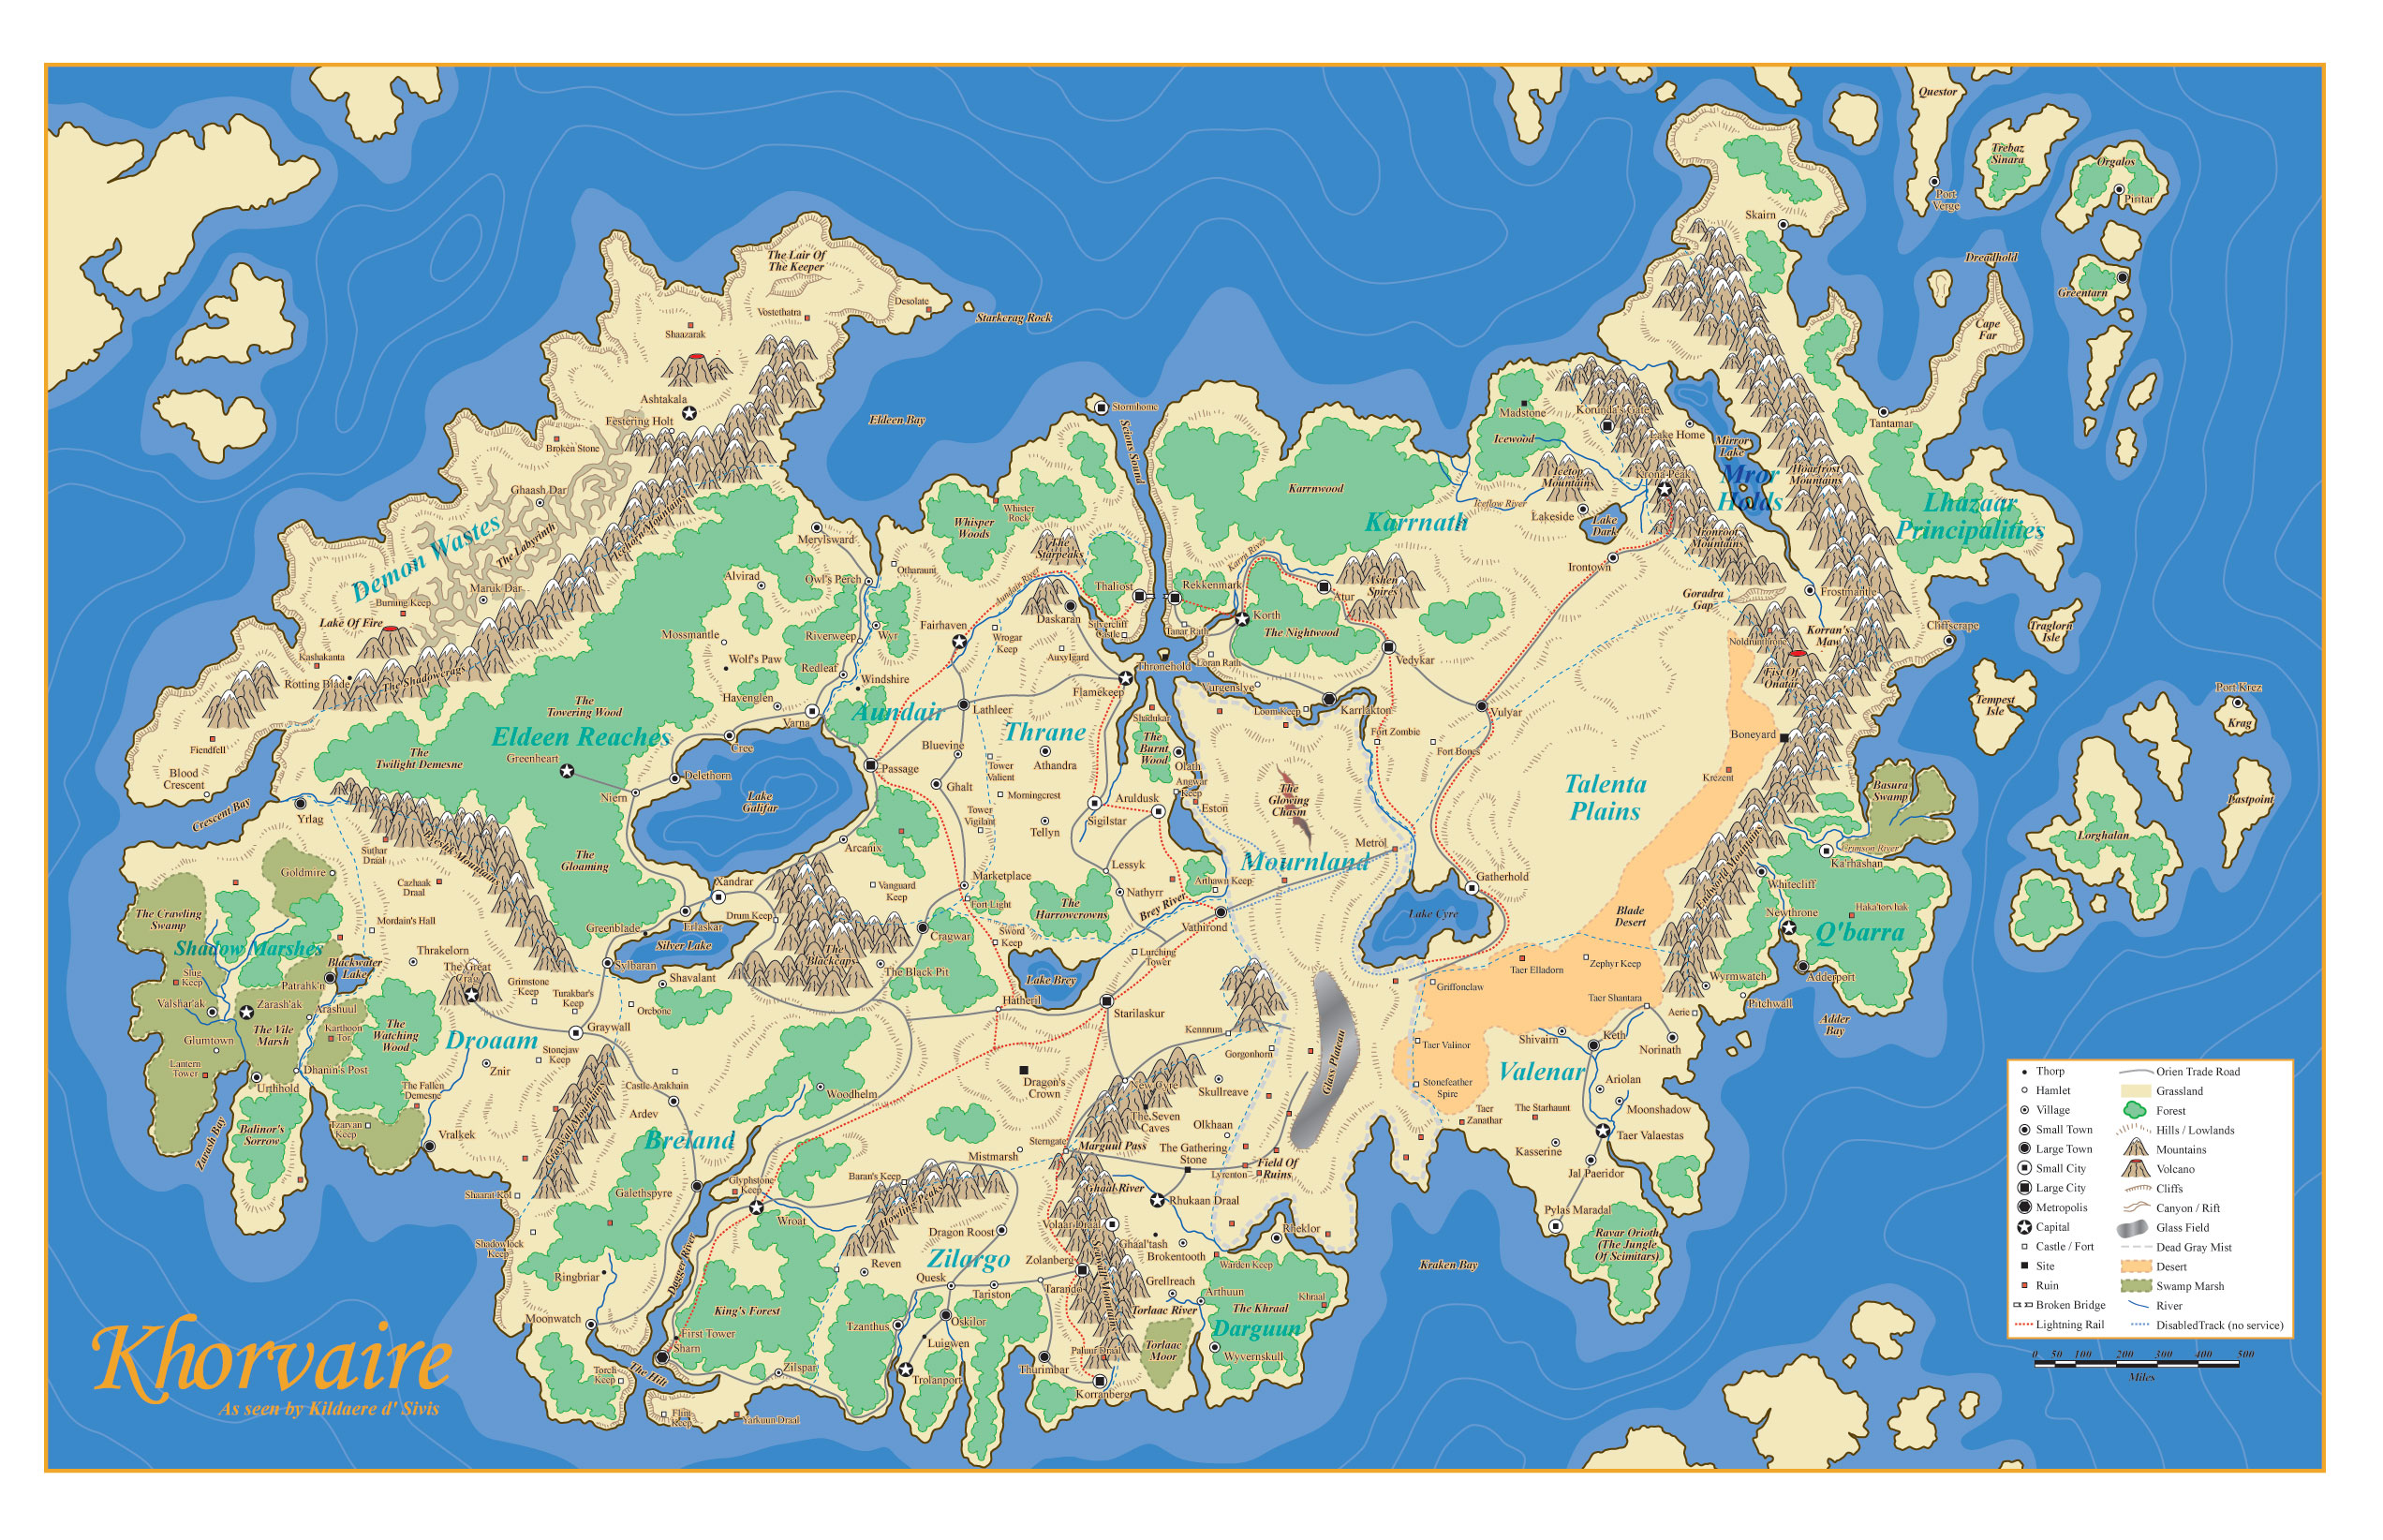 Questor
Trebaz
Sinara
Orgalos
Port
Verge
Piritar
Skairn
Dreadhold
Greentarn
Cape
Far
The Lair Of
The Keeper
Desolate
Starkcrag Rock
Vostethatra
Shaazarak
Ashtakala
Festering Holt
Broken Stone
Eldeen Bay
Stormhome
Scions Sound
Madstone
Korunda's Gate
Lake Home
Icewood
Mirror
Lake
Tantamar
Icetop
Mountains
Krona Peak
Mror
Holds
Hoarfrost
Mountains
Lhazaar
Principalities
Ghaash Dar
The Labyrinth
Demon Wastes
Icehorn Mountains
Whisper
Rock
Whisper
Woods
Karrnwood
Karrnath
Iceflow River
Lakeside
Lake
Dark
Ironroot
Mountains
Merylsward
The
Starpeaks
Irontown
Maruk Dar
Burning Keep
Lake Of Fire
Alvirad
Owl's Perch
Otharaunt
Aundair River
Thaliost
Rekkenmark
Karrn River
Atur
Ashen
Spires
Goradra
Gap
Frostmantle
Kashakanta
Rotting Blade
The Shadowcrags
Mossmantle
Riverweep
Wyr
Fairhaven
Wrogar
Keep
Daskaran
Silvercliff
Castle
Tanar Rath
Korth
The Nightwood
Noldrunthrone
Korran's
Maw
Cliffscrape
Traglorn
Isle
Wolf's Paw
Redleaf
Windshire
Auxylgard
Thronehold
Loran Rath
Vedykar
Fist Of
Onatar
Havenglen
Varna
Aundair
Lathleer
Flamekeep
Vurgenslye
Loom Keep
Karrlakton
Vulyar
Tempest
Isle
Port Krez
Krag
The
Towering Wood
Eldeen Reaches
Greenheart
The
Twilight Demesne
Cree
Thrane
Shadukar
The
Burnt
Wood
Fort Zombie
Fort Bones
Boneyard
Fiendfell
Blood
Crescent
Crescent Bay
Yrlag
Delethorn
Niern
Lake
Galifar
Passage
Bluevine
Ghalt
Tower
Valient
Athandra
Olath
Angwar
Keep
Eston
The
Glowing
Chasm
Talenta
Plains
Krezent
Basura
Swamp
Eastpoint
Lorghalan
Byeshk Mountains
Suthar
Draal
The
Gloaming
Arcanix
Morningcrest
Tower
Vigilant
Tellyn
Sigilstar
Aruldusk
Mournland
Metrol
Crimson River
Ka'rhashan
Goldmire
Cazhaak
Draal
Xandrar
Vanguard
Keep
Marketplace
Lessyk
Nathyrr
Arthawn Keep
Gatherhold
Whitecliff
Endworld Mountains
The Crawling
Swamp
Shadow Marshes
Mordain's Hall
Thrakelorn
Greenblade
Erlaskar
Silver Lake
Drum Keep
The
Blackcaps
Cragwar
Fort Light
Sword
Keep
The
Harrowcrowns
Brey River
Vathirond
Lake Cyre
Blade
Desert
Newthrone
Haka'torvhak
Q'barra
Slug
Keep
Valshar'ak
Patrahk'n
Blackwater
Lake
The Great
Crag
Grimstone
Keep
Turakbar's
Keep
Sylbaran
Shavalant
The Black Pit
Lake Brey
Lurching
Tower
Taer Elladorn
Zephyr Keep
Wyrmwatch
Adderport
Pitchwall
Zarash'ak
Arashuul
Glumtown
The Vile
Marsh
Karthoon
Tor
The
Watching
Wood
Droaam
Graywall
Orcbone
Hatheril
Starilaskur
Griffonclaw
Taer Shantara
Aerie
Adder
Bay
Lantern
Tower
Urthhold
Dhanin's Post
Znir
Stonejaw
Keep
Kennrum
Gorgonhorn
Glass Plateau
Taer Valinor
Shivairn
Keth
Norinath
Valenar
The Fallen
Demesne
Castle Arakhain
Ardev
Woodhelm
Dragon's
Crown
New Cyre
Skullreave
The Seven
Caves
Stonefeather
Spire
Ariolan
Moonshadow
Zarash Bay
Balinor's
Sorrow
Tzaryan
Keep
Vralkek
Graywall Mountains
Breland
Sterngate
Marguul Pass
Olkhaan
The Gathering
Stone
Taer
Zanathar
The Starhaunt
Taer Valaestas
Kasserine
Mistmarsh
Lyrenton
Field Of
Ruins
Jal Paeridor
Shaarat Kol
Galethspyre
Glyphstone
Keep
Baran's Keep
Howling Peaks
Ghaal River
Rhukaan Draal
Wroat
Dragon Roost
Volaar Draal
Pylas Maradal
Shadowlock
Keep
Dagger River
Zilargo
Zolanberg
Seawall Mountains
Ghaal'tash
Brokentooth
Rheklor
Kraken Bay
Ravar Orioth
(The Jungle
Of Scimitars)
Ringbriar
Reven
Quesk
Tariston
Tarando
Grellreach
Warden Keep
Moonwatch
King's Forest
Torlaac River
Arthuun
The Khraal
Khraal
Darguun
First Tower
Sharn
Tzanthus
Oskilor
Luigwen
Paluur Draal
Torlaac
Moor
Wyvernskull
Torch
Keep
The Hilt
Zilspar
Trolanport
Thurimbar
Korranberg
Flint
Keep
Yarkuun Draal
Khorvaire
As seen by Kildaere d' Sivis
Thorp
Hamlet
Village
Small Town
Large Town
Small City
Large City
Metropolis
Capital
Castle / Fort
Site
Ruin
Broken Bridge
Lightning Rail
Orien Trade Road
Grassland
Forest
Hills / Lowlands
Mountains
Volcano
Cliffs
Canyon / Rift
Glass Field
Dead Gray Mist
Desert
Swamp Marsh
River
DisabledTrack (no service)
0 50 100 200 300 400 500
Miles